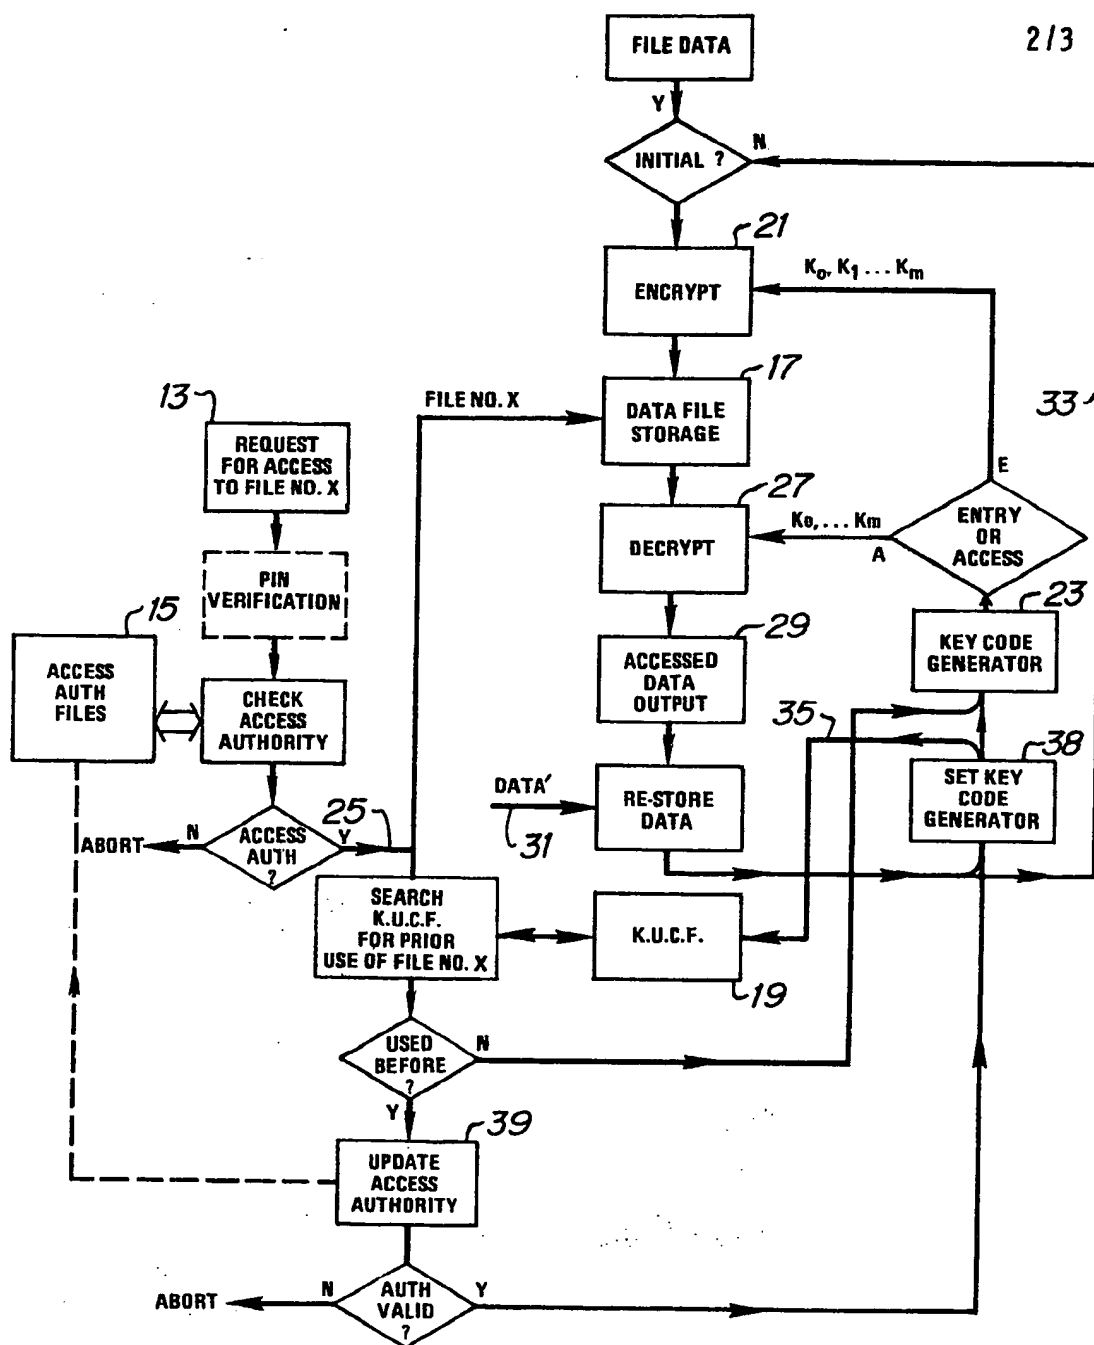 2/3
FILE DATA
Y
INITIAL ?
N
21
ENCRYPT
K₀, K₁ ... Kₘ
17
FILE NO. X
DATA FILE
STORAGE
33
13
REQUEST
FOR ACCESS
TO FILE NO. X
E
27
DECRYPT
K₀, ... Kₘ
A
ENTRY
OR
ACCESS
PIN
VERIFICATION
15
ACCESS
AUTH
FILES
23
KEY CODE
GENERATOR
29
ACCESSED
DATA
OUTPUT
CHECK
ACCESS
AUTHORITY
35
38
SET KEY
CODE
GENERATOR
DATA′
31
RE-STORE
DATA
ABORT
N
ACCESS
AUTH
?
Y
25
SEARCH
K.U.C.F.
FOR PRIOR
USE OF FILE NO. X
K.U.C.F.
19
USED
BEFORE
?
N
Y
39
UPDATE
ACCESS
AUTHORITY
ABORT
N
AUTH
VALID
?
Y